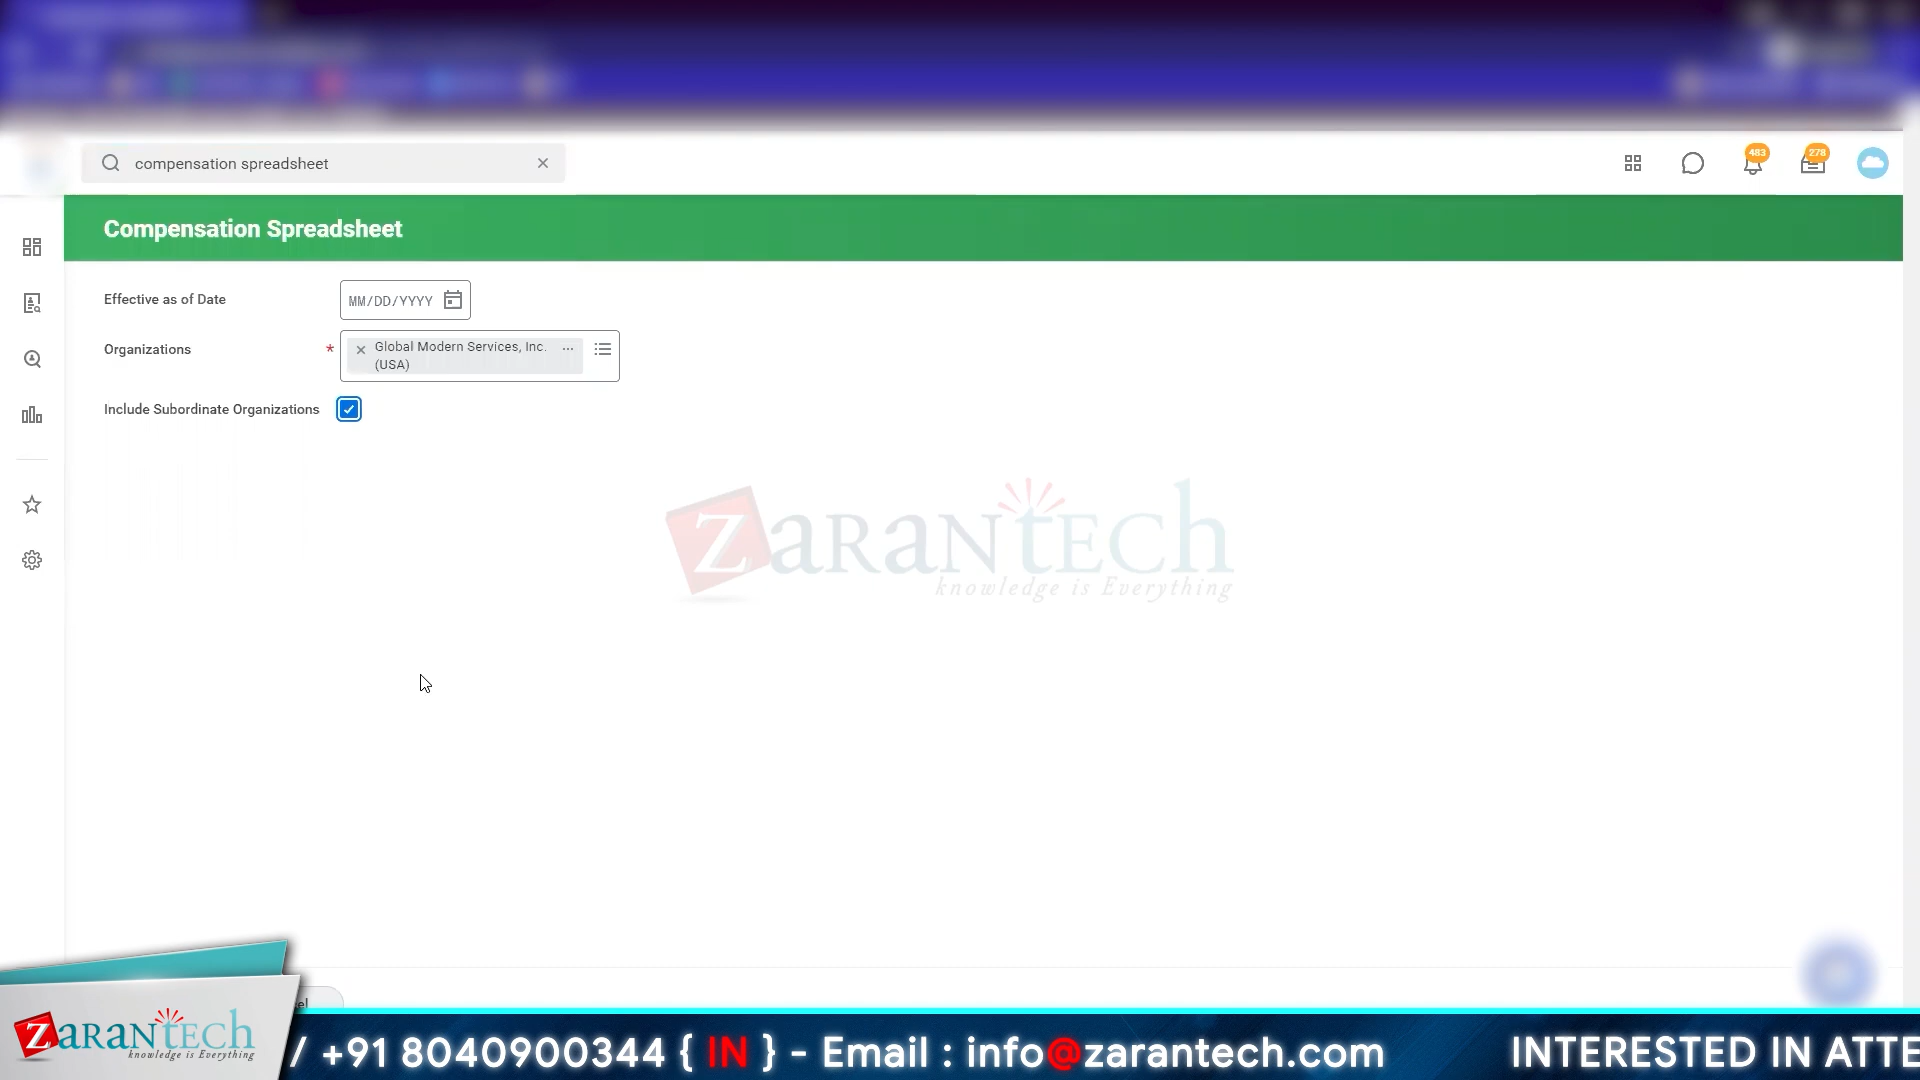 compensation spreadsheet
483
278
Compensation Spreadsheet
Effective as of Date
MM/DD/YYYY
Organizations
*
Global Modern Services, Inc.
(USA)
Include Subordinate Organizations
ZARANTECH
knowledge is Everything
ZARANTECH
knowledge is Everything
/ +91 8040900344 { IN } - Email : info@zarantech.com
INTERESTED IN ATTE